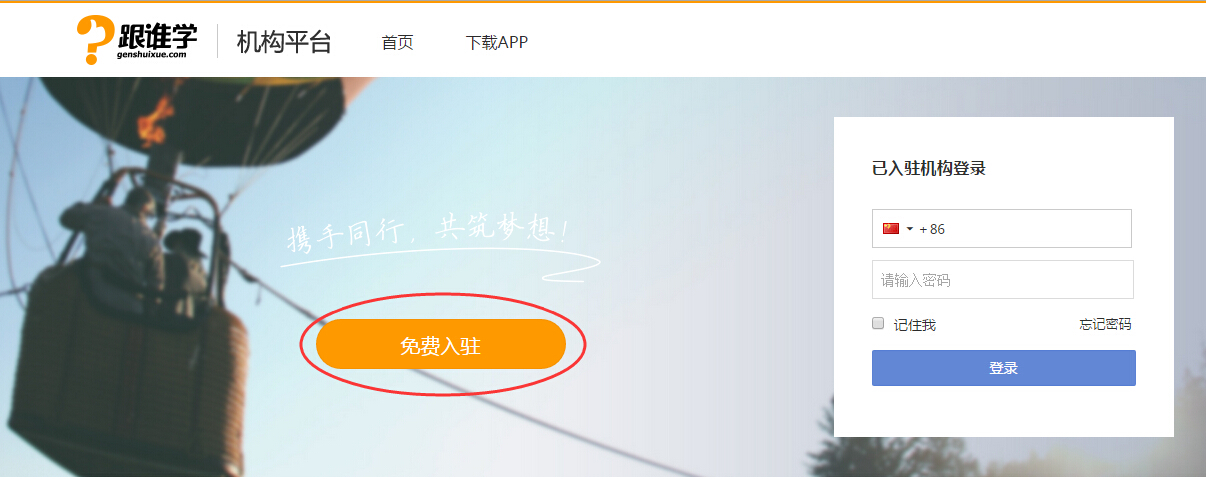 跟谁学
genshuixue.com
机构平台
首页
下载APP
携手同行，共筑梦想！
免费入驻
已入驻机构登录
+86
请输入密码
记住我
忘记密码
登录